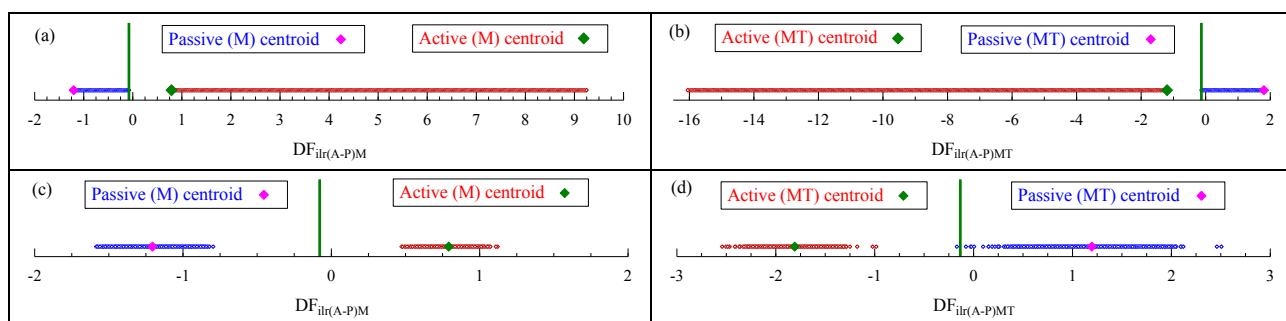 (a)
Passive (M) centroid
Active (M) centroid
-2 -1 0 1 2 3 4 5 6 7 8 9 10
DFilr(A-P)M
(b)
Active (MT) centroid
Passive (MT) centroid
-16 -14 -12 -10 -8 -6 -4 -2 0 2
DFilr(A-P)MT
(c)
Passive (M) centroid
Active (M) centroid
-2 -1 0 1 2
DFilr(A-P)M
(d)
Active (MT) centroid
Passive (MT) centroid
-3 -2 -1 0 1 2 3
DFilr(A-P)MT